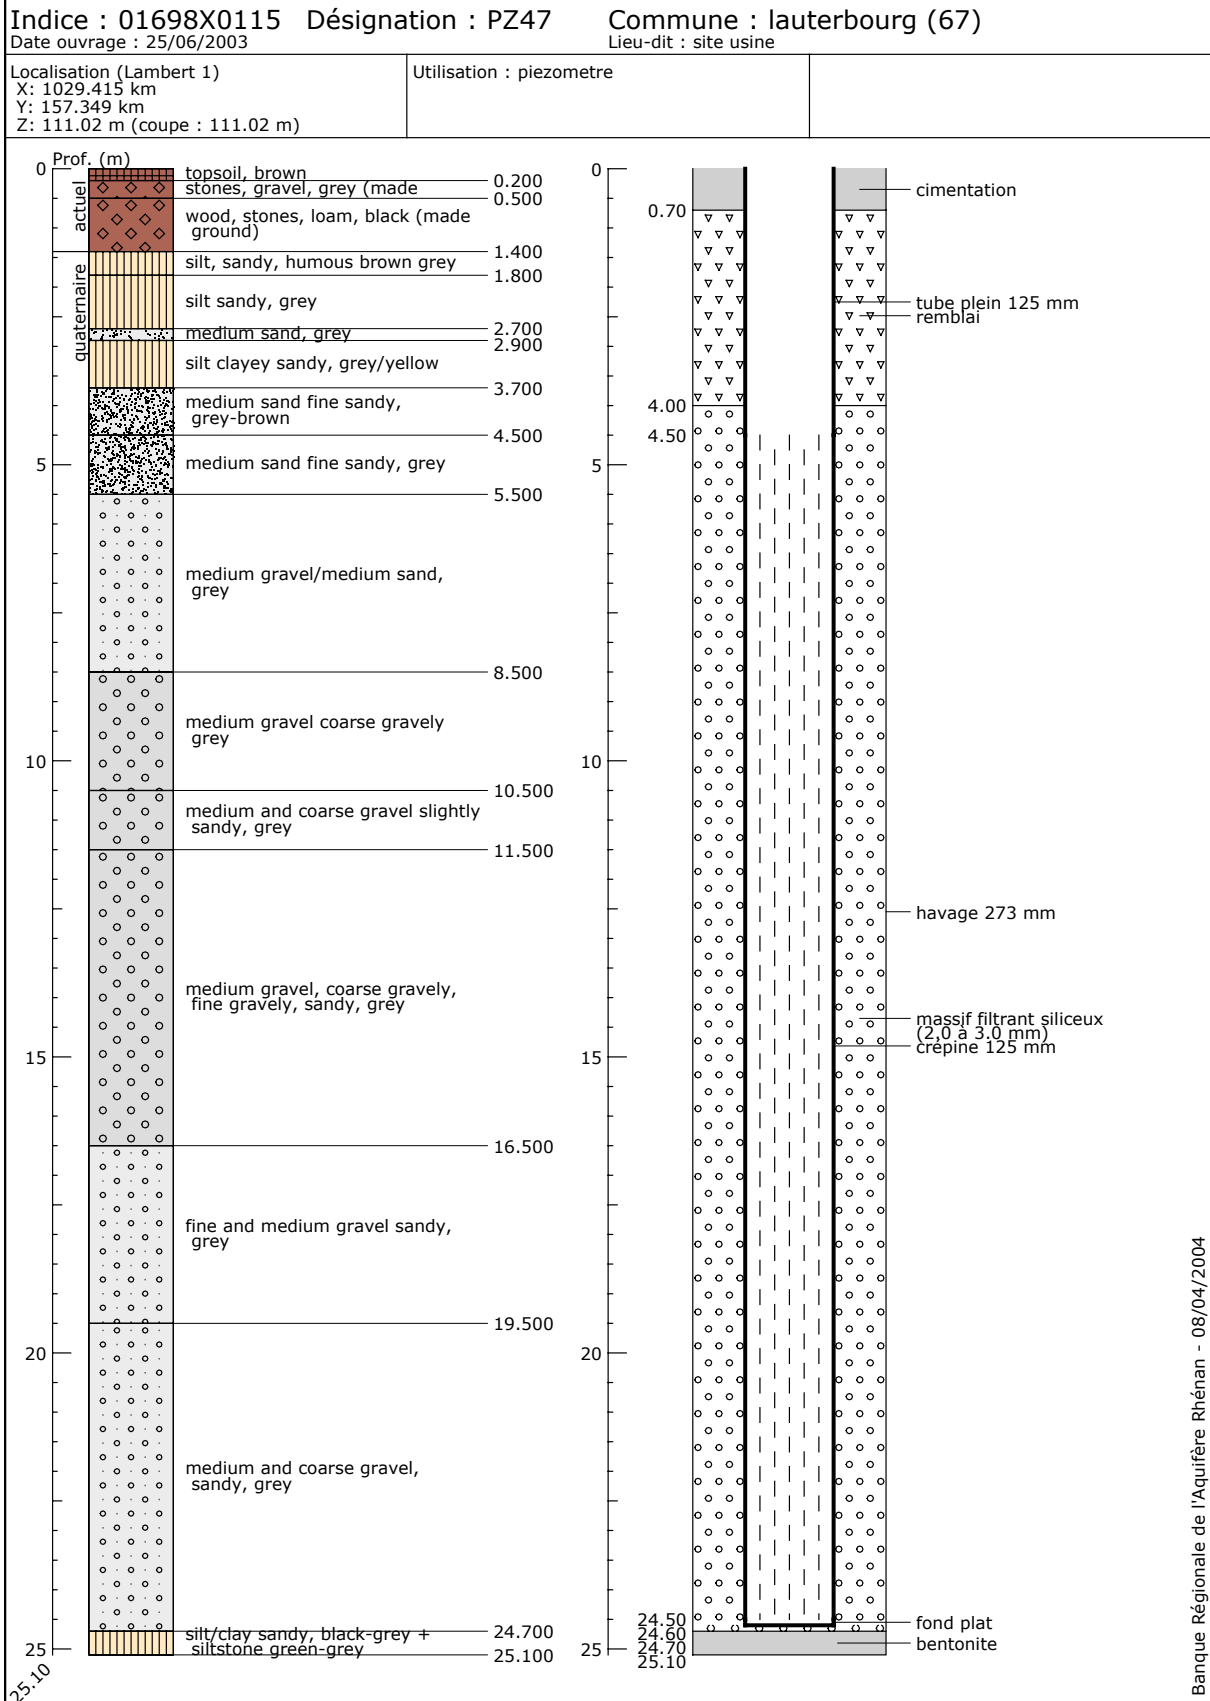 Indice : 01698X0115 Désignation : PZ47 Commune : lauterbourg (67)
Date ouvrage : 25/06/2003 Lieu-dit : site usine
Localisation (Lambert 1)
X: 1029.415 km
Y: 157.349 km
Z: 111.02 m (coupe : 111.02 m)
Utilisation : piezometre
Prof. (m)
0
5
10
15
20
25
25.10
actuel
quaternaire
topsoil, brown
0.200
stones, gravel, grey (made
0.500
wood, stones, loam, black (made
ground)
1.400
silt, sandy, humous brown grey
1.800
silt sandy, grey
2.700
medium sand, grey
2.900
silt clayey sandy, grey/yellow
3.700
medium sand fine sandy,
grey-brown
4.500
medium sand fine sandy, grey
5.500
medium gravel/medium sand,
grey
8.500
medium gravel coarse gravely
grey
10.500
medium and coarse gravel slightly
sandy, grey
11.500
medium gravel, coarse gravely,
fine gravely, sandy, grey
16.500
fine and medium gravel sandy,
grey
19.500
medium and coarse gravel,
sandy, grey
24.700
silt/clay sandy, black-grey +
siltstone green-grey
25.100
0
5
10
15
20
25
0.70
4.00
4.50
24.50
24.60
24.70
25.10
cimentation
tube plein 125 mm
remblai
havage 273 mm
massif filtrant siliceux
(2,0 à 3.0 mm)
crépine 125 mm
fond plat
bentonite
Banque Régionale de l'Aquifère Rhénan - 08/04/2004